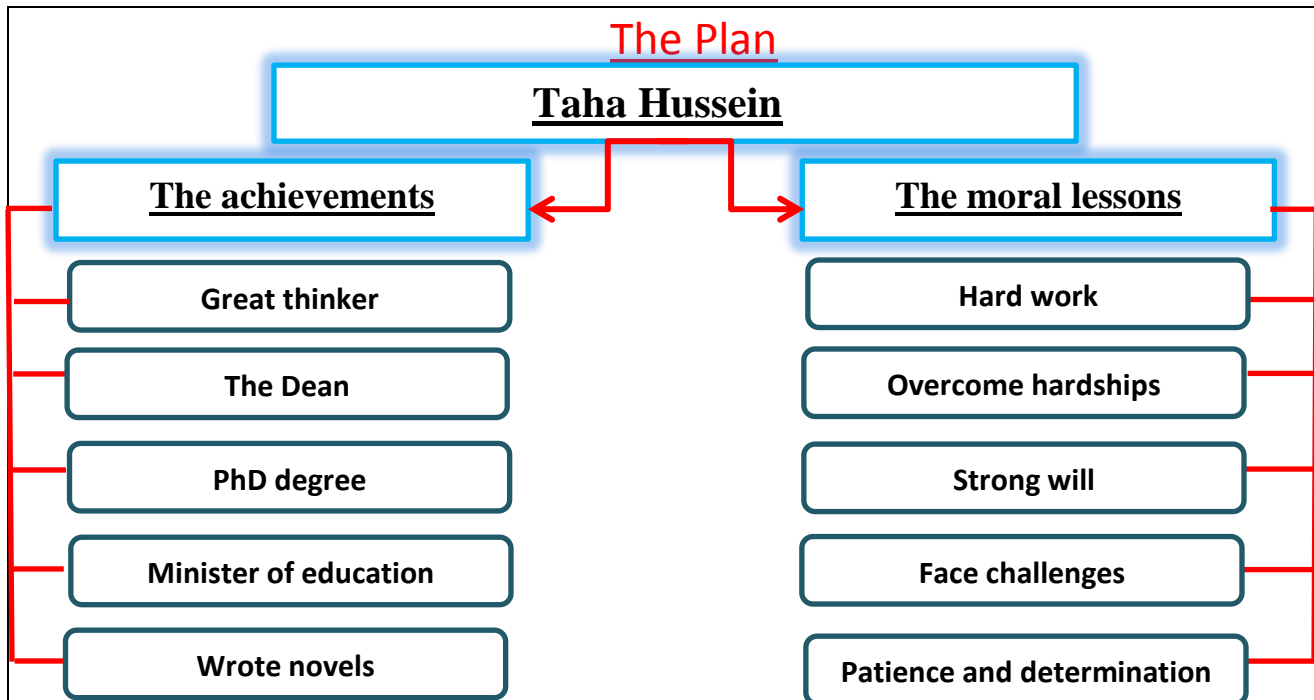 The Plan
Taha Hussein
The achievements
Great thinker
The Dean
PhD degree
Minister of education
Wrote novels
The moral lessons
Hard work
Overcome hardships
Strong will
Face challenges
Patience and determination